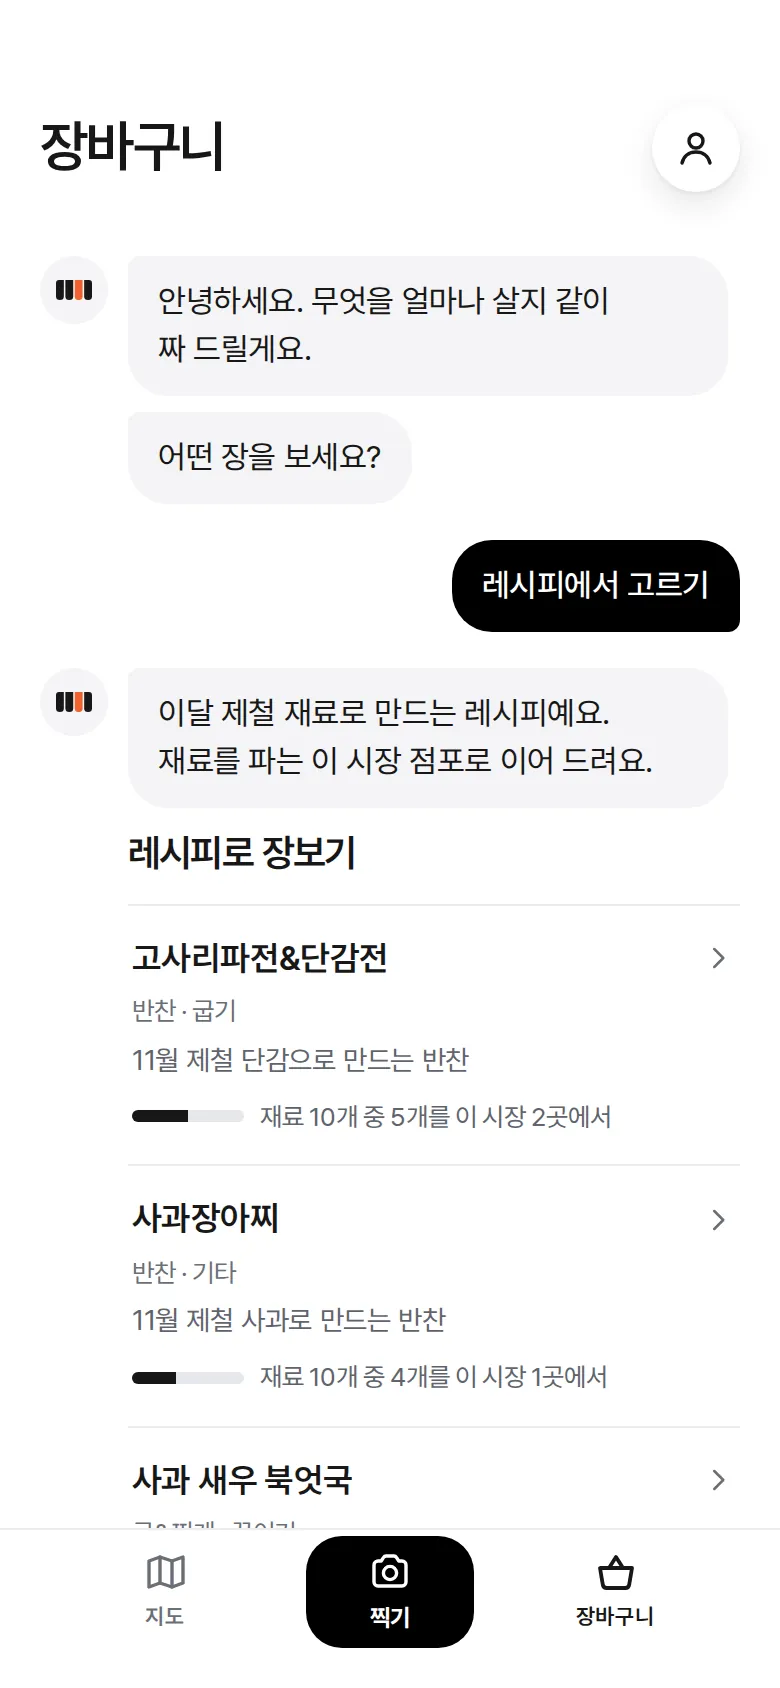 장바구니
안녕하세요. 무엇을 얼마나 살지 같이
짜 드릴게요.
어떤 장을 보세요?
레시피에서 고르기
이달 제철 재료로 만드는 레시피예요.
재료를 파는 이 시장 점포로 이어 드려요.
레시피로 장보기
고사리파전&단감전
반찬 · 굽기
11월 제철 단감으로 만드는 반찬
재료 10개 중 5개를 이 시장 2곳에서
사과장아찌
반찬 · 기타
11월 제철 사과로 만드는 반찬
재료 10개 중 4개를 이 시장 1곳에서
사과 새우 북엇국
지도
찍기
장바구니